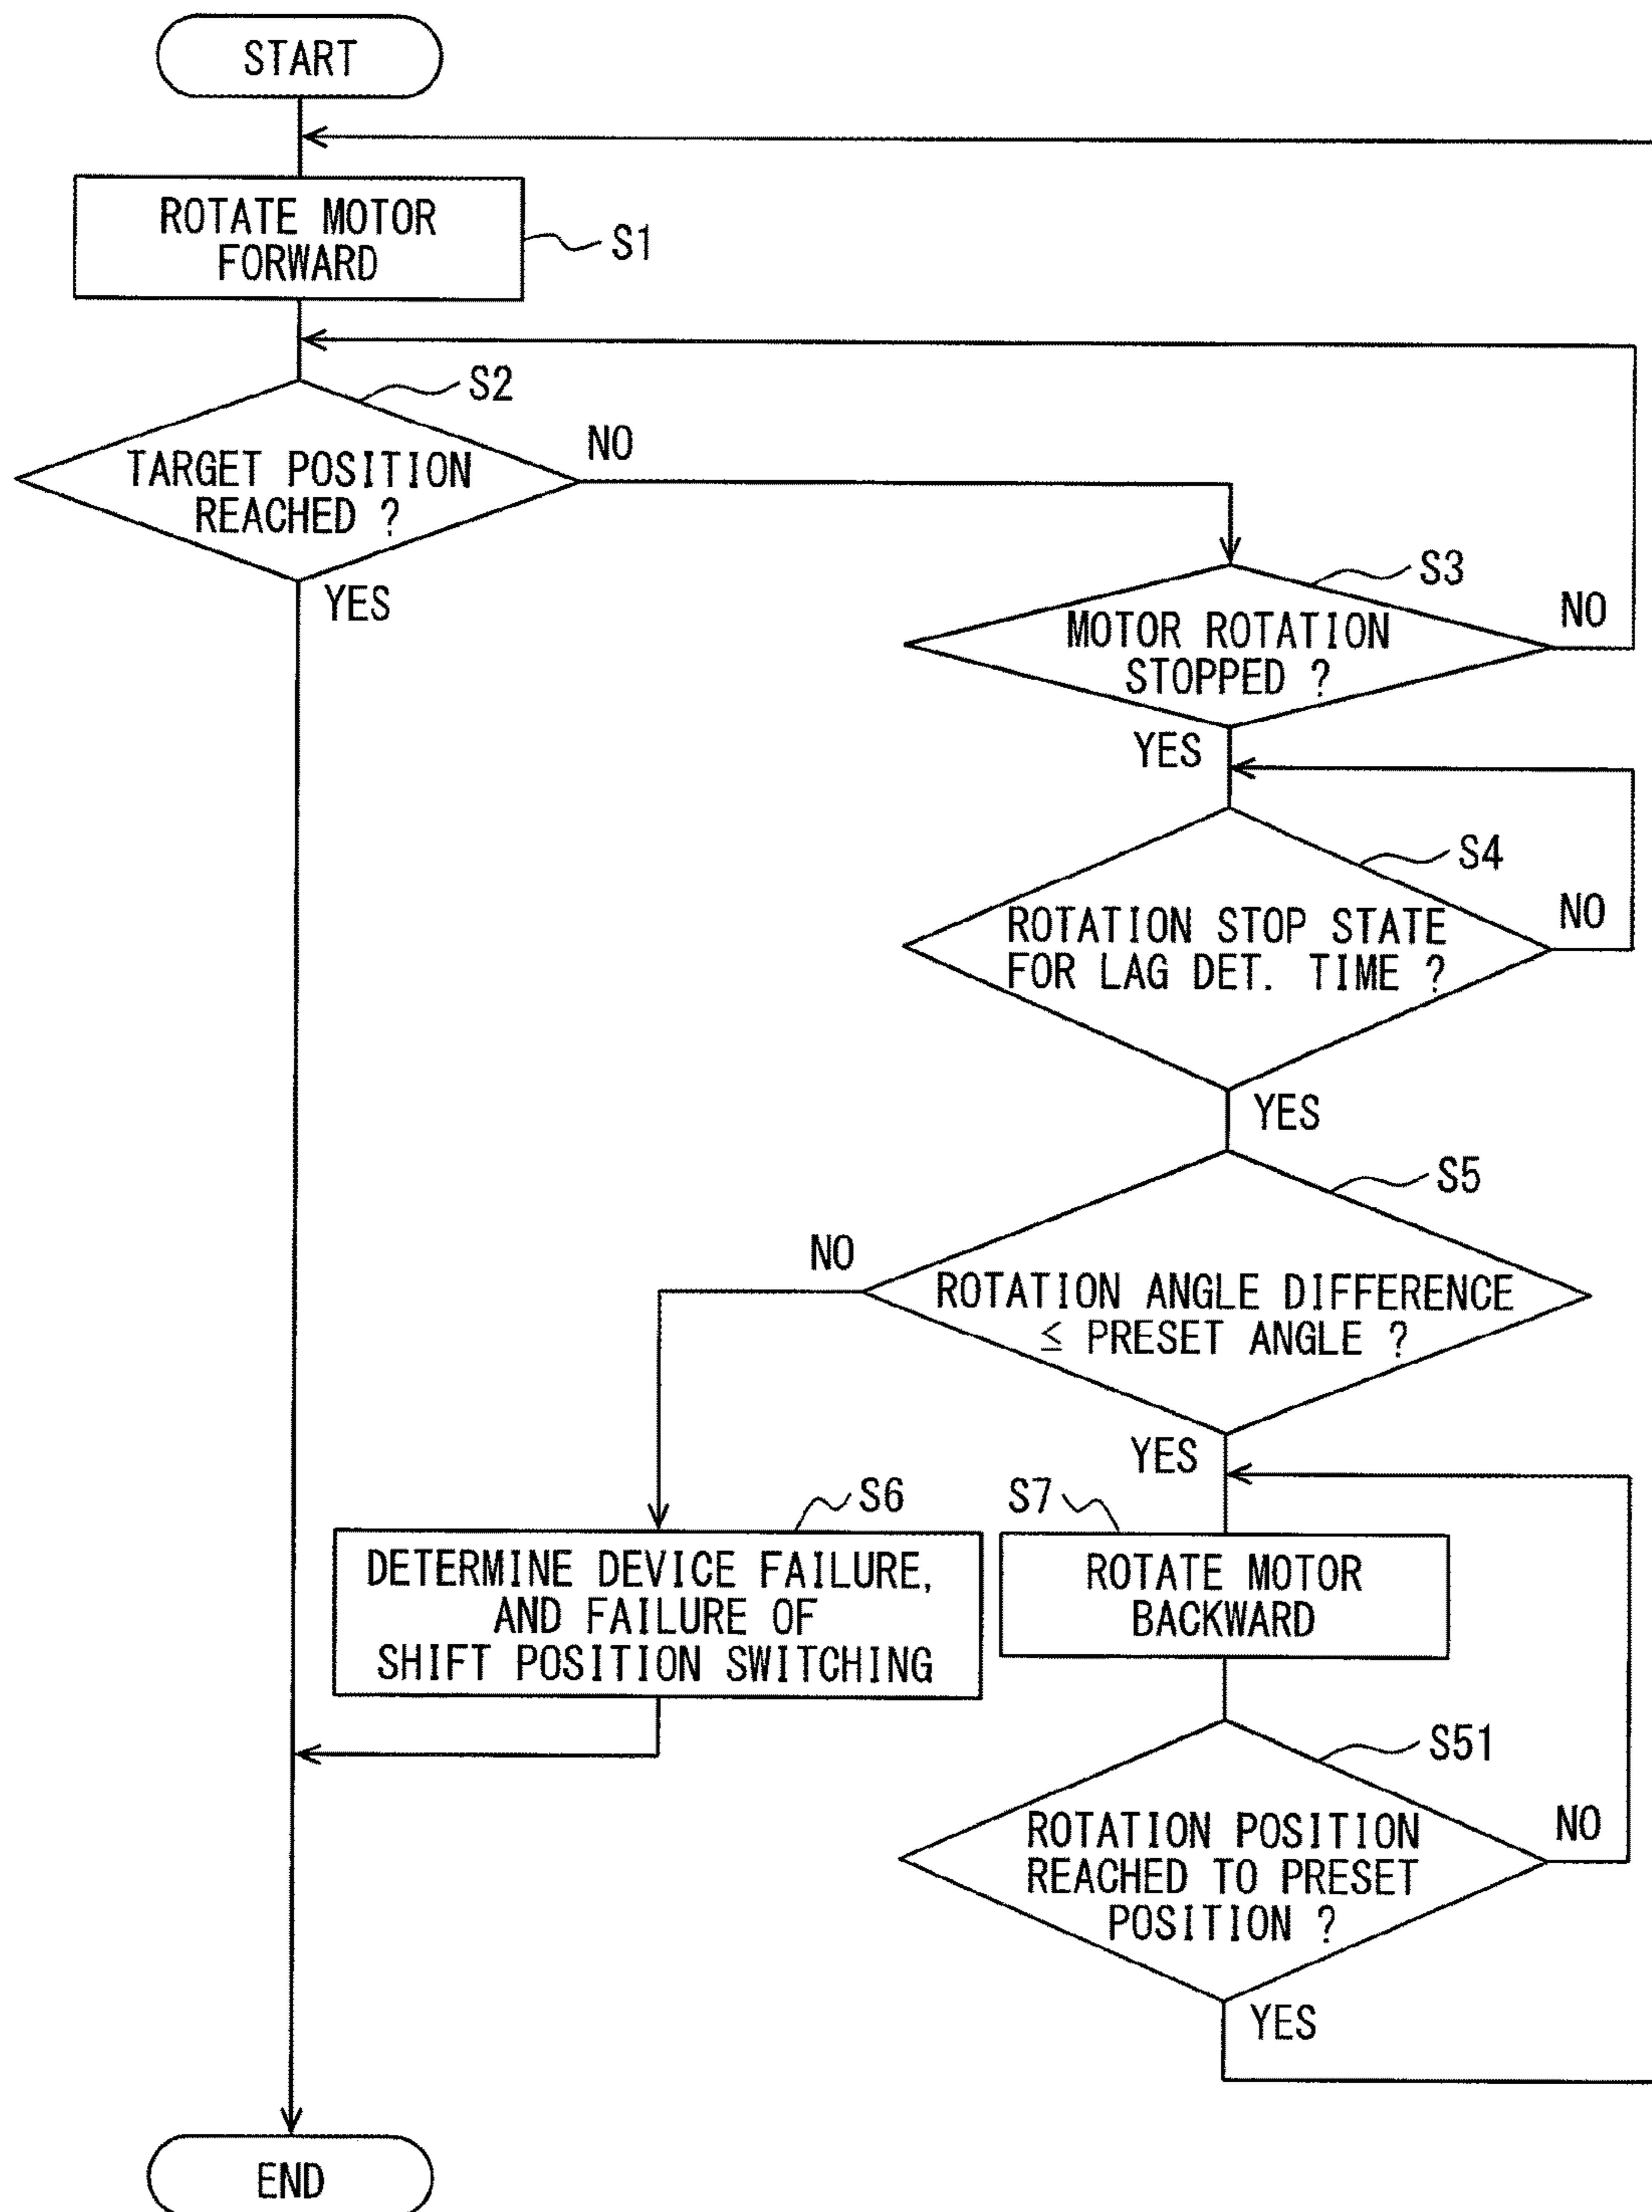 START
ROTATE MOTOR
FORWARD
S1
S2
TARGET POSITION
REACHED ?
NO
YES
S3
MOTOR ROTATION
STOPPED ?
NO
YES
S4
ROTATION STOP STATE
FOR LAG DET. TIME ?
NO
YES
S5
ROTATION ANGLE DIFFERENCE
≤ PRESET ANGLE ?
NO
YES
S6
DETERMINE DEVICE FAILURE,
AND FAILURE OF
SHIFT POSITION SWITCHING
S7
ROTATE MOTOR
BACKWARD
S51
ROTATION POSITION
REACHED TO PRESET
POSITION ?
NO
YES
END